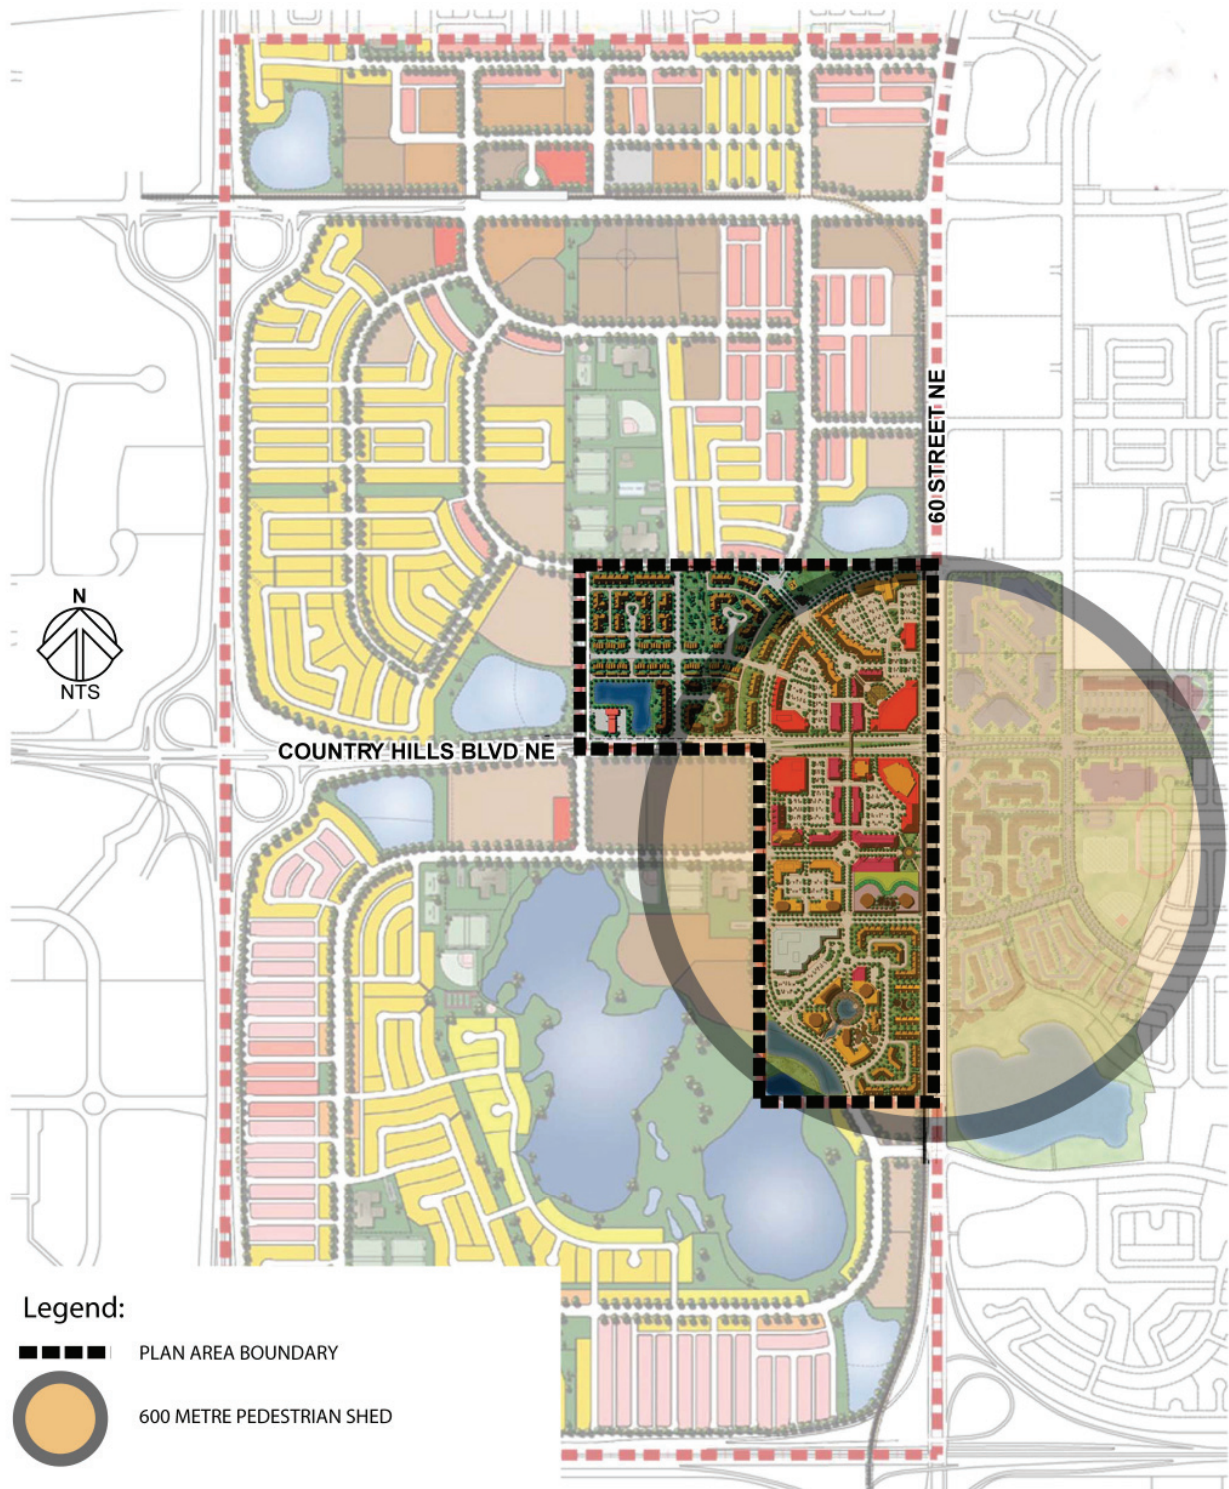 60 STREET NE
N
NTS
COUNTRY HILLS BLVD NE
Legend:
PLAN AREA BOUNDARY
600 METRE PEDESTRIAN SHED